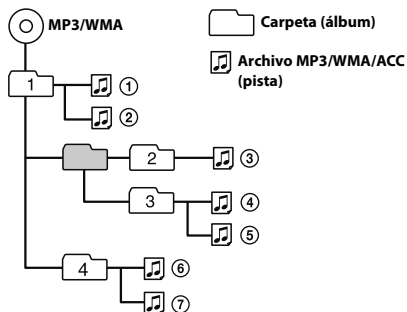 MP3/WMA
Carpeta (álbum)
Archivo MP3/WMA/ACC
(pista)
1
①
②
2
③
3
④
⑤
4
⑥
⑦